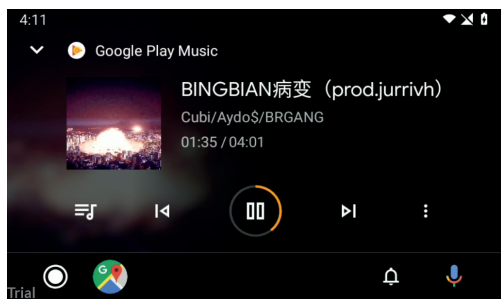 4:11
Google Play Music
BINGBIAN病变（prod.jurrivh）
Cubi/Aydo$/BRGANG
01:35 / 04:01
G
Trial